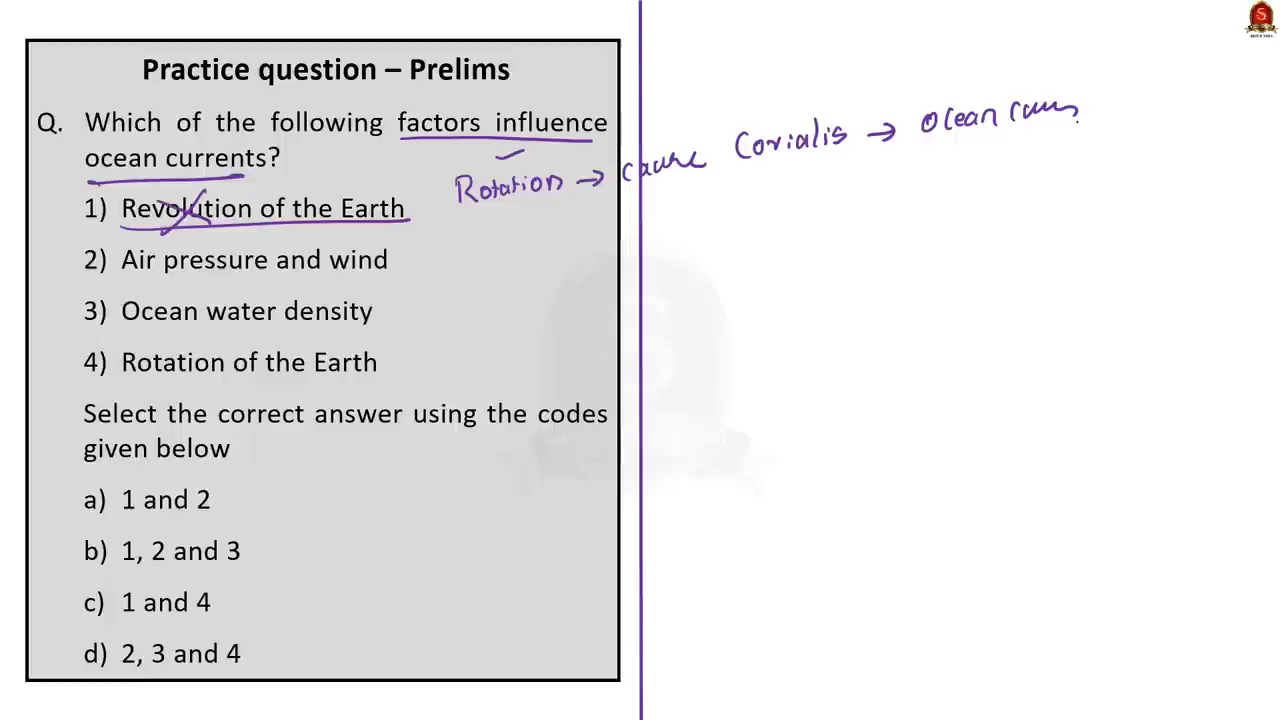 Practice question – Prelims
Q. Which of the following factors influence
ocean currents?
Rotation → cause Corialis → Ocean
1) Revolution of the Earth
2) Air pressure and wind
3) Ocean water density
4) Rotation of the Earth
Select the correct answer using the codes
given below
a) 1 and 2
b) 1, 2 and 3
c) 1 and 4
d) 2, 3 and 4